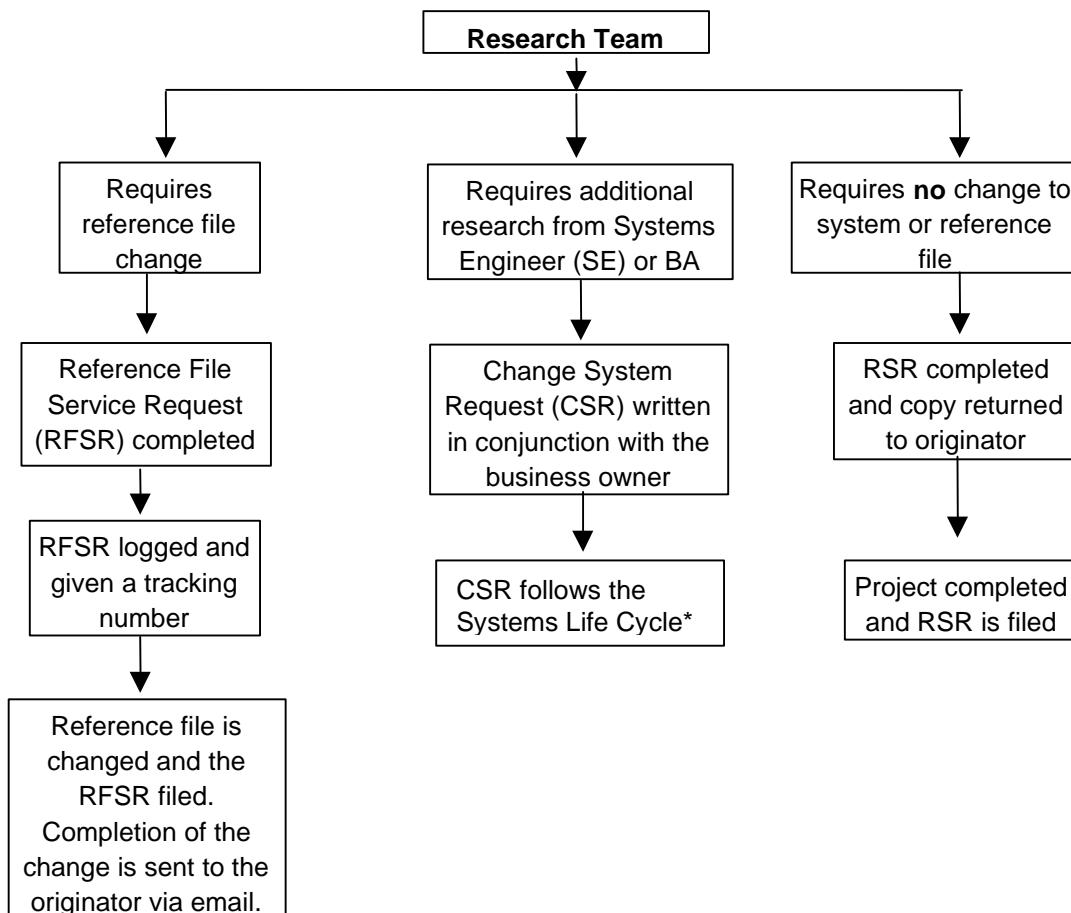 Research Team
Requires
reference file
change
Reference File
Service Request
(RFSR) completed
RFSR logged and
given a tracking
number
Reference file is
changed and the
RFSR filed.
Completion of the
change is sent to the
originator via email.
Requires additional
research from Systems
Engineer (SE) or BA
Change System
Request (CSR) written
in conjunction with the
business owner
CSR follows the
Systems Life Cycle*
Requires no change to
system or reference
file
RSR completed
and copy returned
to originator
Project completed
and RSR is filed